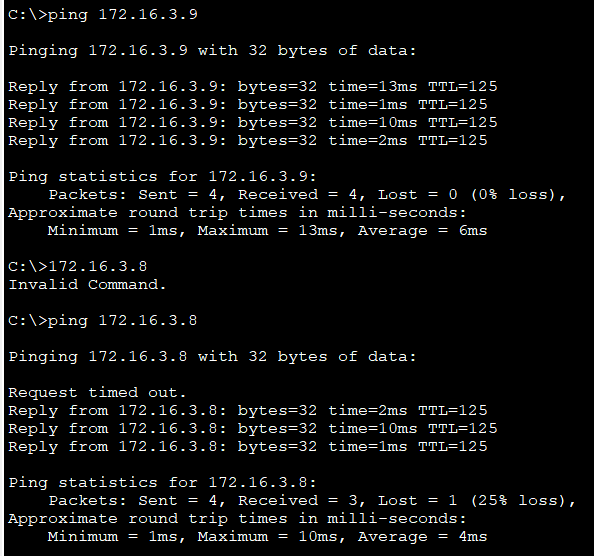 C:\>ping 172.16.3.9
Pinging 172.16.3.9 with 32 bytes of data:
Reply from 172.16.3.9: bytes=32 time=13ms TTL=125
Reply from 172.16.3.9: bytes=32 time=1ms TTL=125
Reply from 172.16.3.9: bytes=32 time=10ms TTL=125
Reply from 172.16.3.9: bytes=32 time=2ms TTL=125
Ping statistics for 172.16.3.9:
    Packets: Sent = 4, Received = 4, Lost = 0 (0% loss),
Approximate round trip times in milli-seconds:
    Minimum = 1ms, Maximum = 13ms, Average = 6ms
C:\>172.16.3.8
Invalid Command.
C:\>ping 172.16.3.8
Pinging 172.16.3.8 with 32 bytes of data:
Request timed out.
Reply from 172.16.3.8: bytes=32 time=2ms TTL=125
Reply from 172.16.3.8: bytes=32 time=10ms TTL=125
Reply from 172.16.3.8: bytes=32 time=1ms TTL=125
Ping statistics for 172.16.3.8:
    Packets: Sent = 4, Received = 3, Lost = 1 (25% loss),
Approximate round trip times in milli-seconds:
    Minimum = 1ms, Maximum = 10ms, Average = 4ms